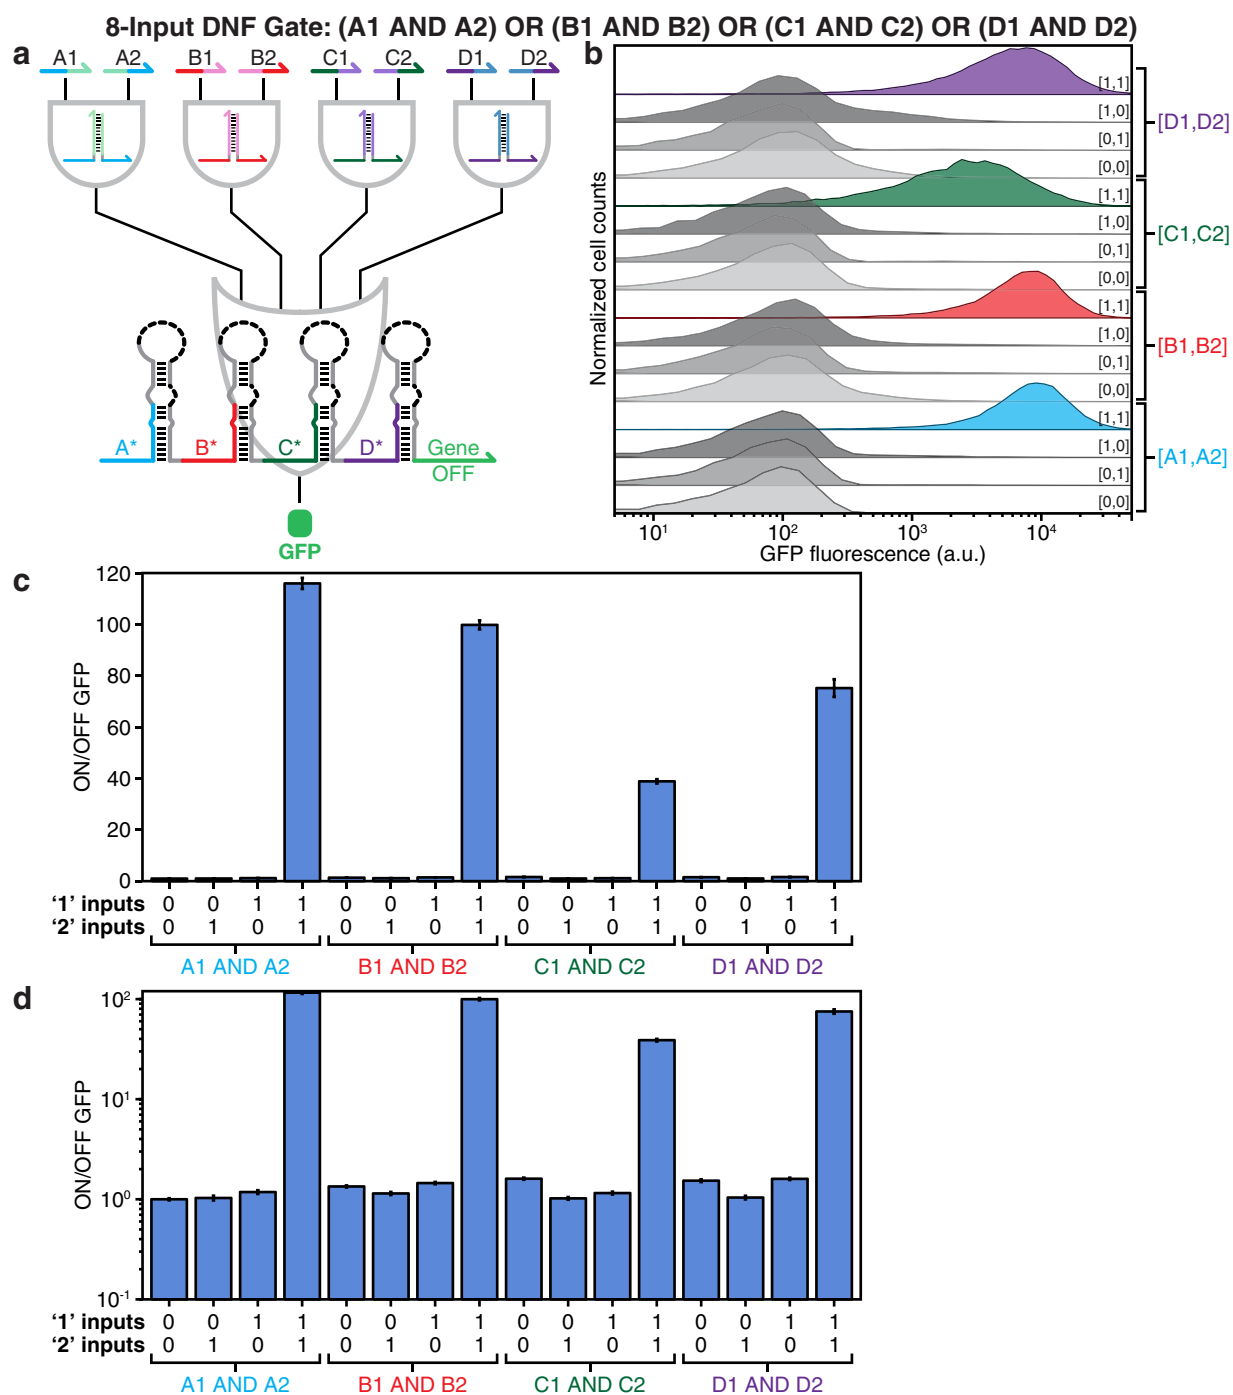 8-Input DNF Gate: (A1 AND A2) OR (B1 AND B2) OR (C1 AND C2) OR (D1 AND D2)
a
A1 A2 B1 B2 C1 C2 D1 D2
A* B* C* D* Gene
OFF
GFP
b
Normalized cell counts
[1,1]
[1,0]
[0,1]
[0,0]
[D1,D2]
[1,1]
[1,0]
[0,1]
[0,0]
[C1,C2]
[1,1]
[1,0]
[0,1]
[0,0]
[B1,B2]
[1,1]
[1,0]
[0,1]
[0,0]
[A1,A2]
10¹ 10² 10³ 10⁴
GFP fluorescence (a.u.)
c
ON/OFF GFP
120
100
80
60
40
20
0
‘1’ inputs 0 0 1 1 0 0 1 1 0 0 1 1 0 0 1 1
‘2’ inputs 0 1 0 1 0 1 0 1 0 1 0 1 0 1 0 1
A1 AND A2 B1 AND B2 C1 AND C2 D1 AND D2
d
ON/OFF GFP
10²
10¹
10⁰
10⁻¹
‘1’ inputs 0 0 1 1 0 0 1 1 0 0 1 1 0 0 1 1
‘2’ inputs 0 1 0 1 0 1 0 1 0 1 0 1 0 1 0 1
A1 AND A2 B1 AND B2 C1 AND C2 D1 AND D2